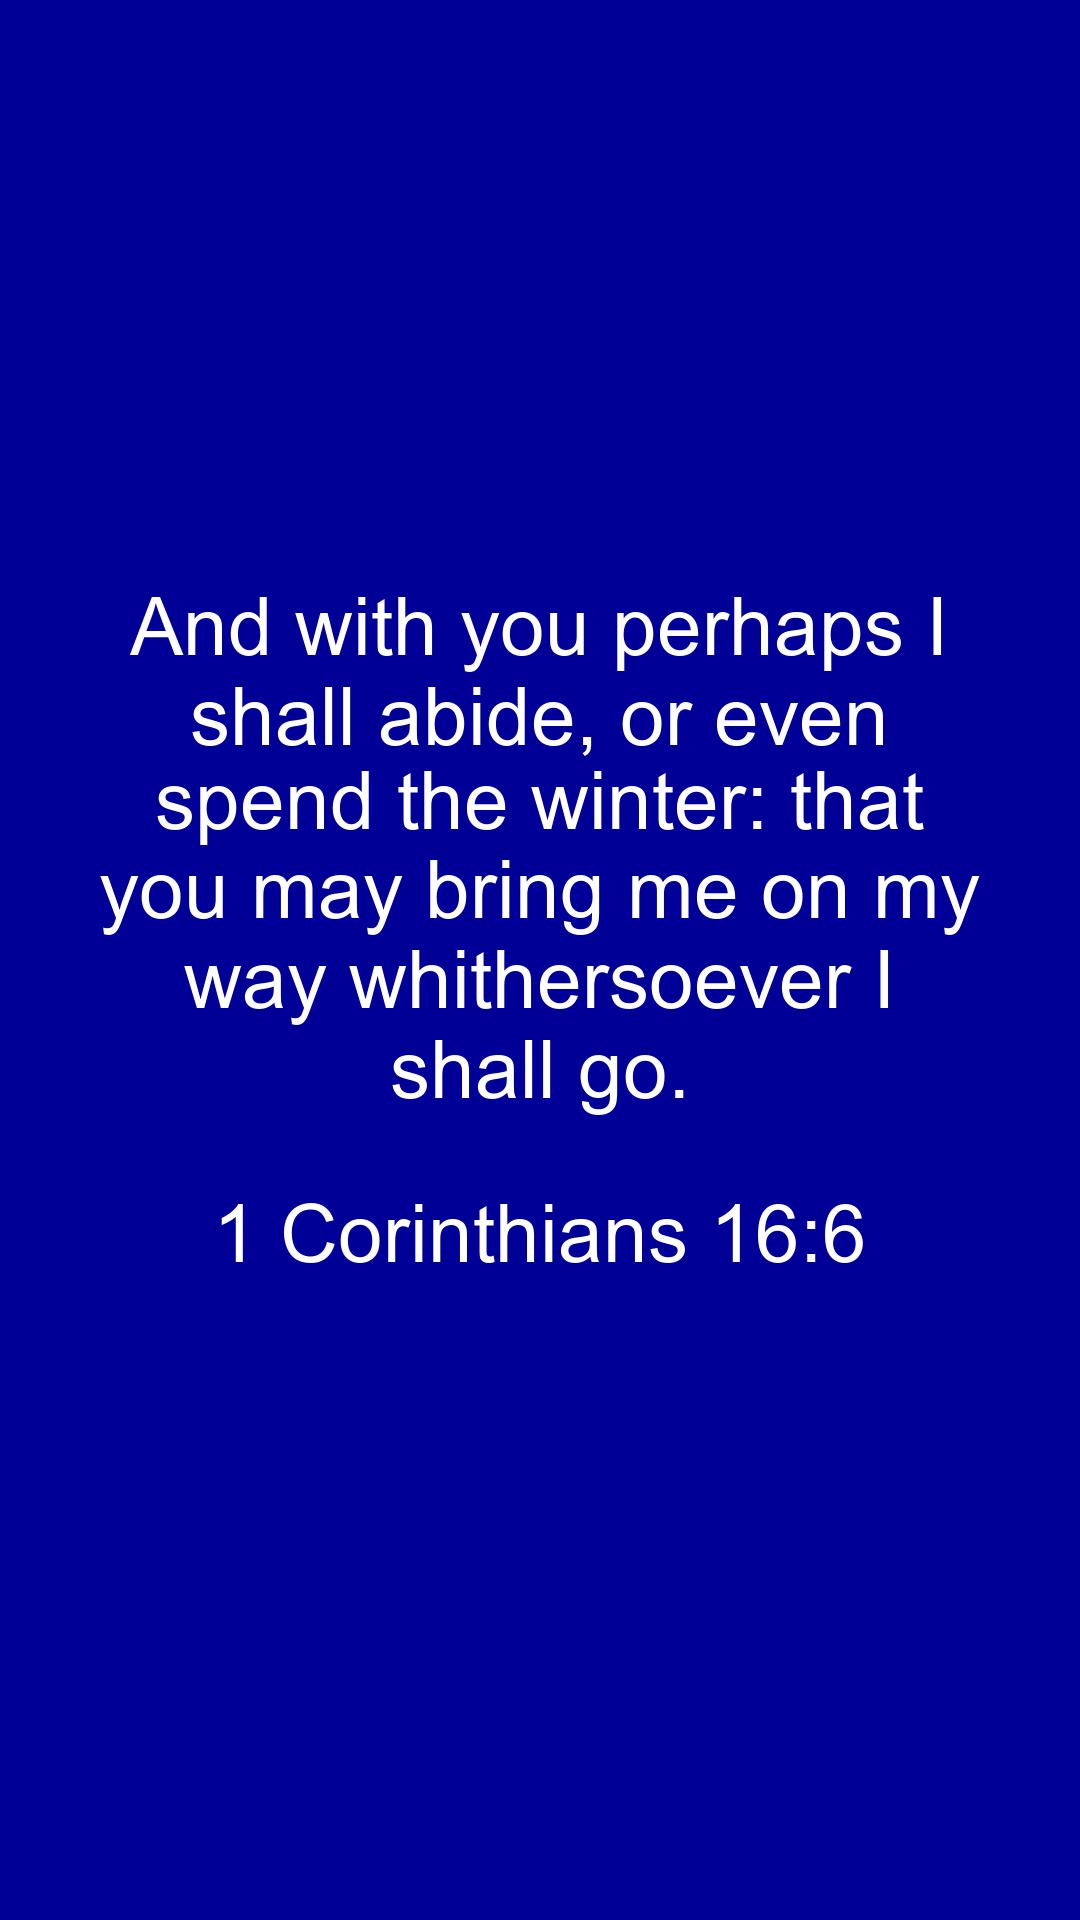 And with you perhaps I
shall abide, or even
spend the winter: that
you may bring me on my
way whithersoever I
shall go.
1 Corinthians 16:6